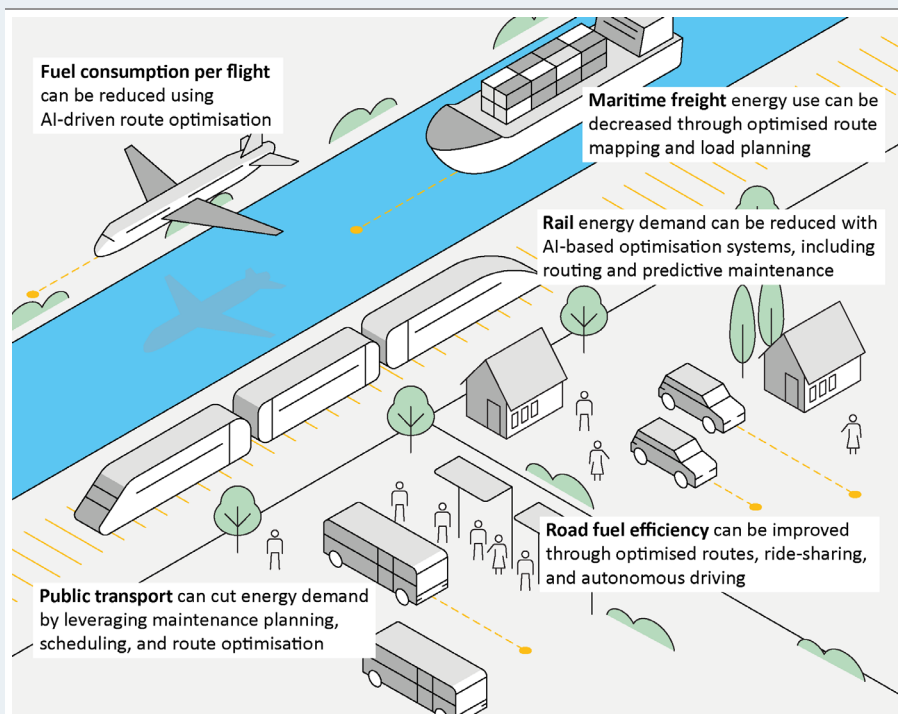 Fuel consumption per flight
can be reduced using
AI-driven route optimisation
Maritime freight energy use can be
decreased through optimised route
mapping and load planning
Rail energy demand can be reduced with
AI-based optimisation systems, including
routing and predictive maintenance
Road fuel efficiency can be improved
through optimised routes, ride-sharing,
and autonomous driving
Public transport can cut energy demand
by leveraging maintenance planning,
scheduling, and route optimisation